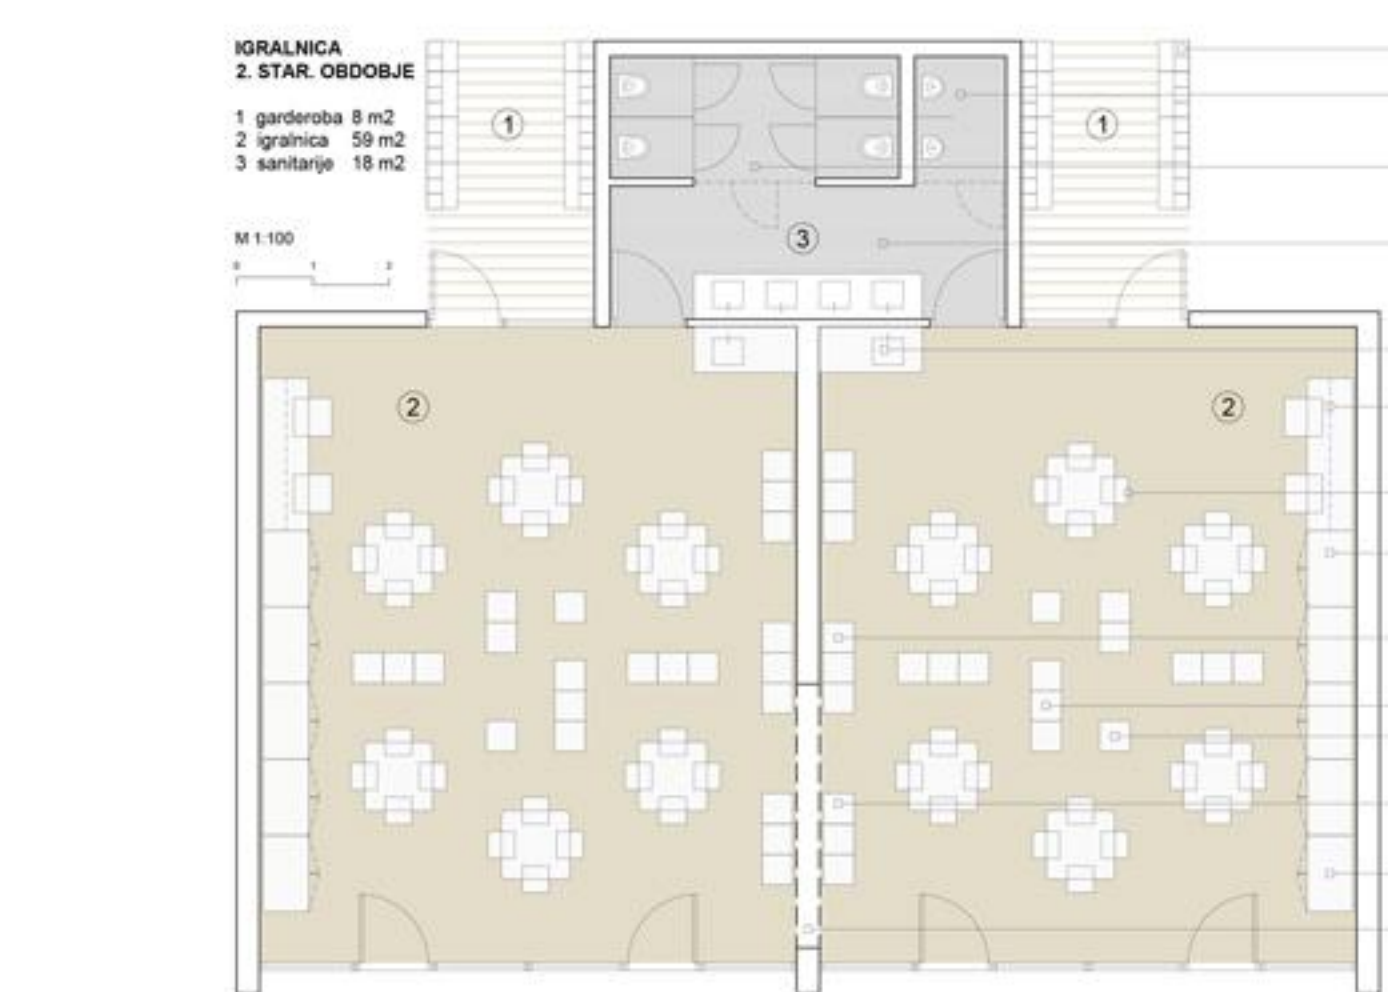 IGRALNICA
2. STAR. OBDOBJE
1 garderoba 8 m2
2 igralnica 59 m2
3 sanitarije 18 m2
M 1:100
0 1 2
1
1
3
2
2